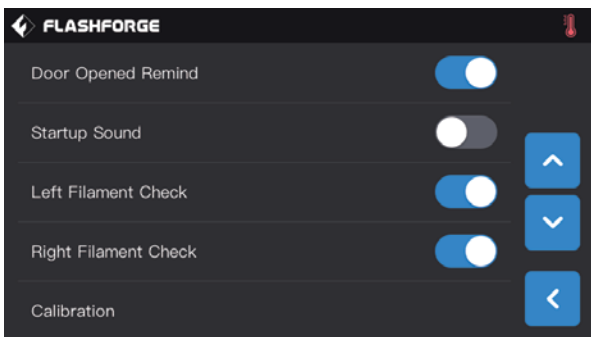 FLASHFORGE
Door Opened Remind
Startup Sound
Left Filament Check
Right Filament Check
Calibration